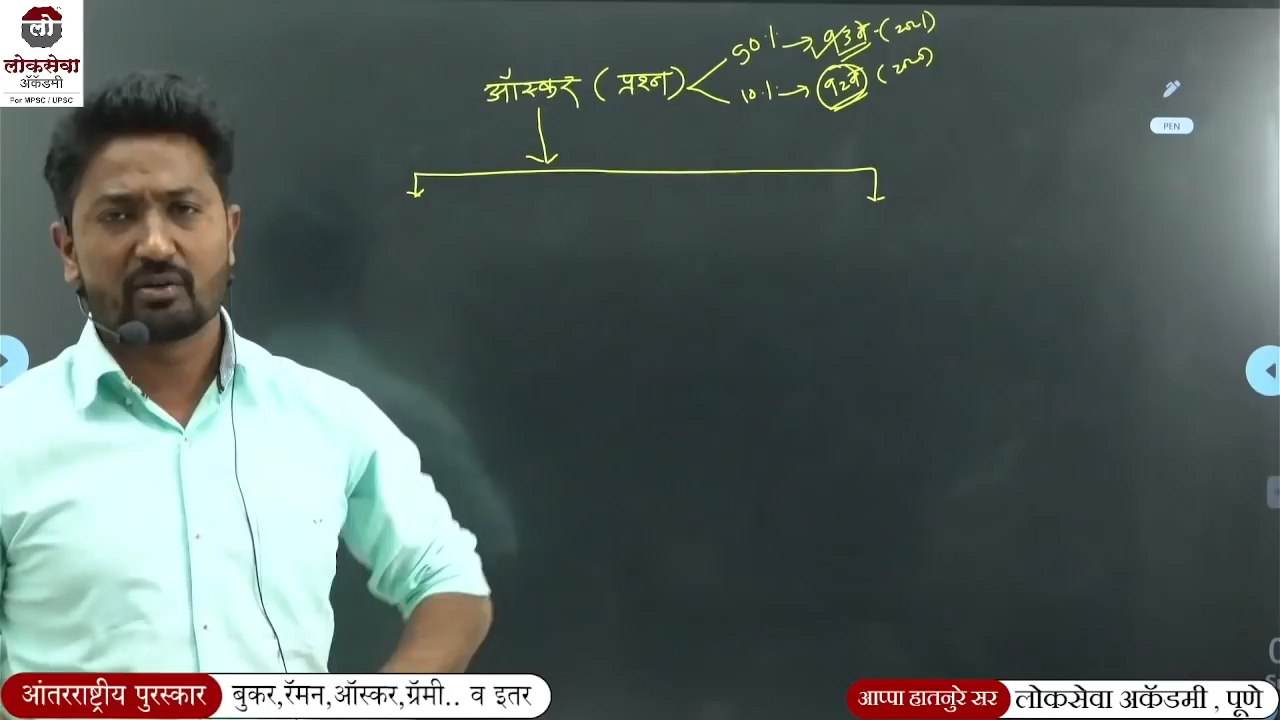 लो
लोकसेवा
अ‍ॅकॅडमी
For MPSC / UPSC
ऑस्कर (प्रश्न)
90% → 93वे - (2021)
10% → 92वे (2020)
PEN
आंतरराष्ट्रीय पुरस्कार
बुकर,रॅमन,ऑस्कर,ग्रॅमी.. व इतर
आप्पा हातनुरे सर
लोकसेवा अकॅडमी , पूणे